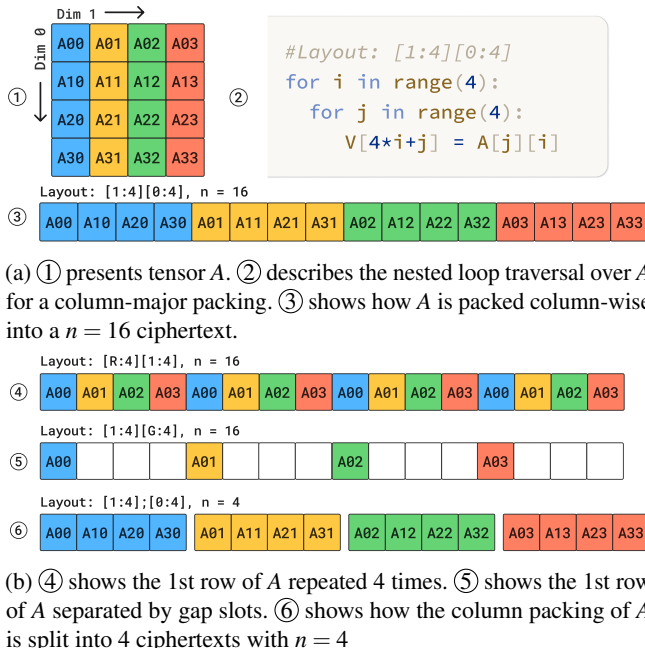 Dim 1
Dim 0
① ② ③ ④ ⑤ ⑥
A00 A01 A02 A03
A10 A11 A12 A13
A20 A21 A22 A23
A30 A31 A32 A33
#Layout: [1:4][0:4]
for i in range(4):
for j in range(4):
V[4*i+j] = A[j][i]
Layout: [1:4][0:4], n = 16
A00 A10 A20 A30 A01 A11 A21 A31 A02 A12 A22 A32 A03 A13 A23 A33
(a) ① presents tensor A. ② describes the nested loop traversal over A
for a column-major packing. ③ shows how A is packed column-wise
into a n = 16 ciphertext.
Layout: [R:4][1:4], n = 16
A00 A01 A02 A03 A00 A01 A02 A03 A00 A01 A02 A03 A00 A01 A02 A03
Layout: [1:4][G:4], n = 16
A00 A01 A02 A03
Layout: [1:4];[0:4], n = 4
A00 A10 A20 A30 A01 A11 A21 A31 A02 A12 A22 A32 A03 A13 A23 A33
(b) ④ shows the 1st row of A repeated 4 times. ⑤ shows the 1st row
of A separated by gap slots. ⑥ shows how the column packing of A
is split into 4 ciphertexts with n = 4